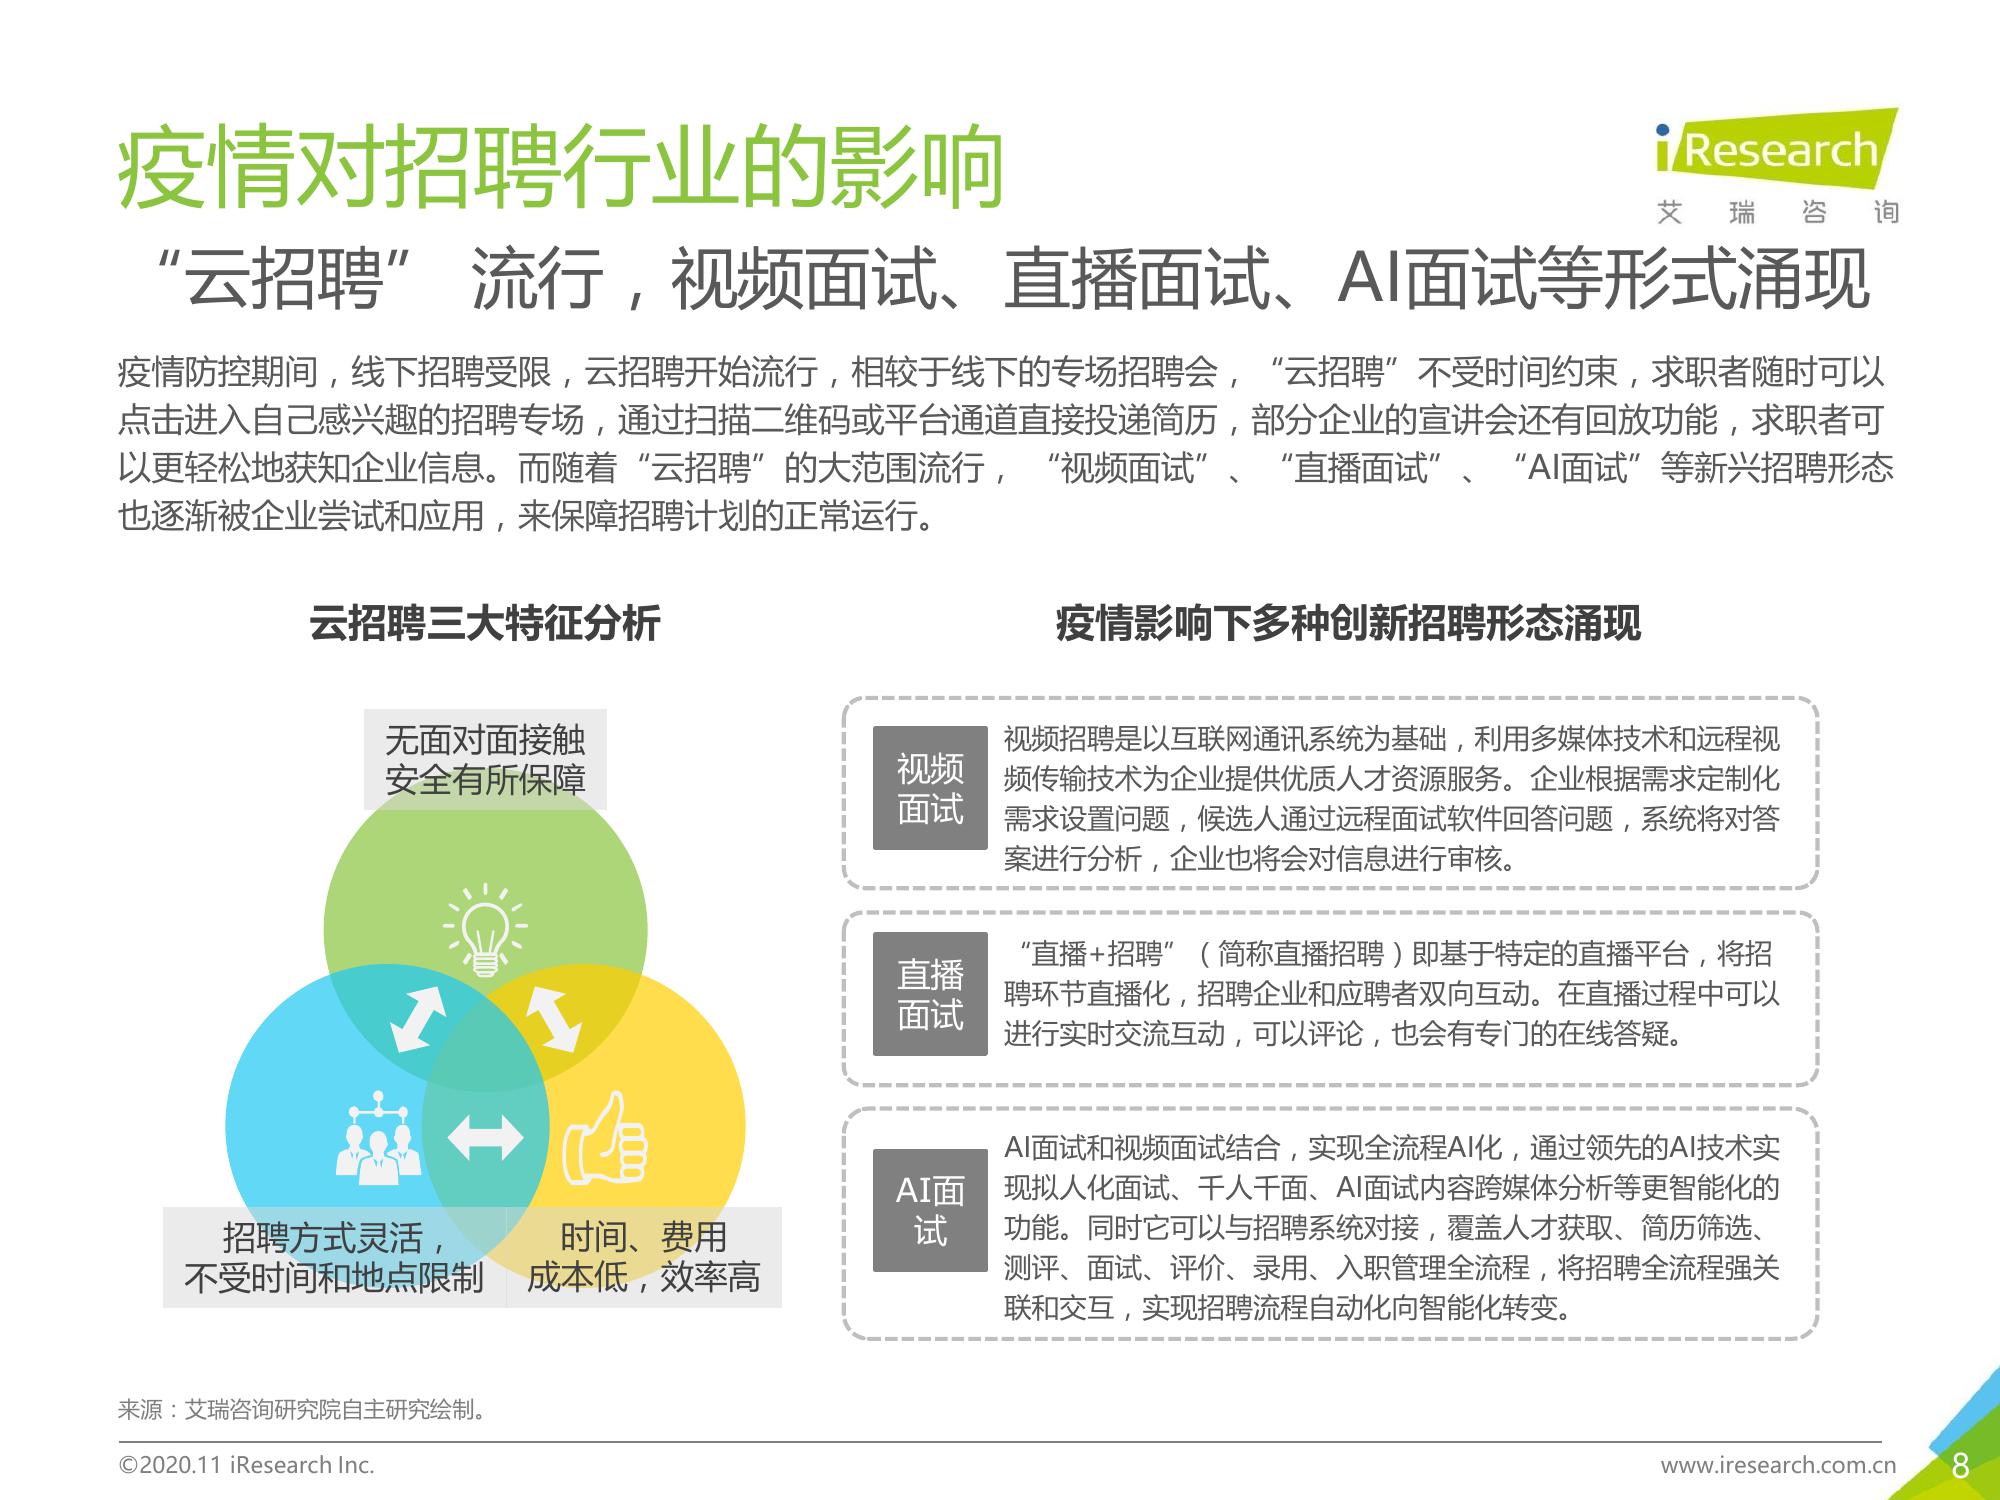 疫情对招聘行业的影响
iResearch
艾瑞咨询
“云招聘” 流行，视频面试、直播面试、AI面试等形式涌现
疫情防控期间，线下招聘受限，云招聘开始流行，相较于线下的专场招聘会，“云招聘”不受时间约束，求职者随时可以
点击进入自己感兴趣的招聘专场，通过扫描二维码或平台通道直接投递简历，部分企业的宣讲会还有回放功能，求职者可
以更轻松地获知企业信息。而随着“云招聘”的大范围流行，“视频面试”、“直播面试”、“AI面试”等新兴招聘形态
也逐渐被企业尝试和应用，来保障招聘计划的正常运行。
云招聘三大特征分析
无面对面接触
安全有所保障
招聘方式灵活，
不受时间和地点限制
时间、费用
成本低，效率高
疫情影响下多种创新招聘形态涌现
视频
面试
视频招聘是以互联网通讯系统为基础，利用多媒体技术和远程视
频传输技术为企业提供优质人才资源服务。企业根据需求定制化
需求设置问题，候选人通过远程面试软件回答问题，系统将对答
案进行分析，企业也将会对信息进行审核。
直播
面试
“直播+招聘”（简称直播招聘）即基于特定的直播平台，将招
聘环节直播化，招聘企业和应聘者双向互动。在直播过程中可以
进行实时交流互动，可以评论，也会有专门的在线答疑。
AI面
试
AI面试和视频面试结合，实现全流程AI化，通过领先的AI技术实
现拟人化面试、千人千面、AI面试内容跨媒体分析等更智能化的
功能。同时它可以与招聘系统对接，覆盖人才获取、简历筛选、
测评、面试、评价、录用、入职管理全流程，将招聘全流程强关
联和交互，实现招聘流程自动化向智能化转变。
来源：艾瑞咨询研究院自主研究绘制。
©2020.11 iResearch Inc.
www.iresearch.com.cn
8